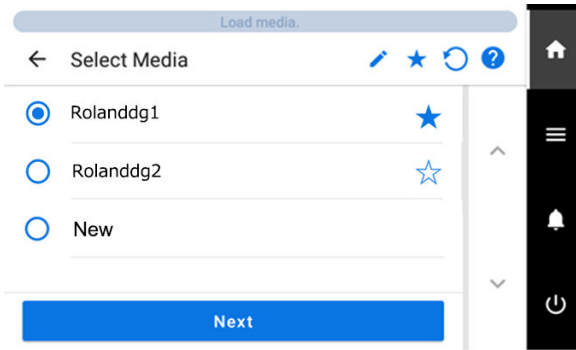 Load media.
Select Media
Rolanddg1
Rolanddg2
New
Next